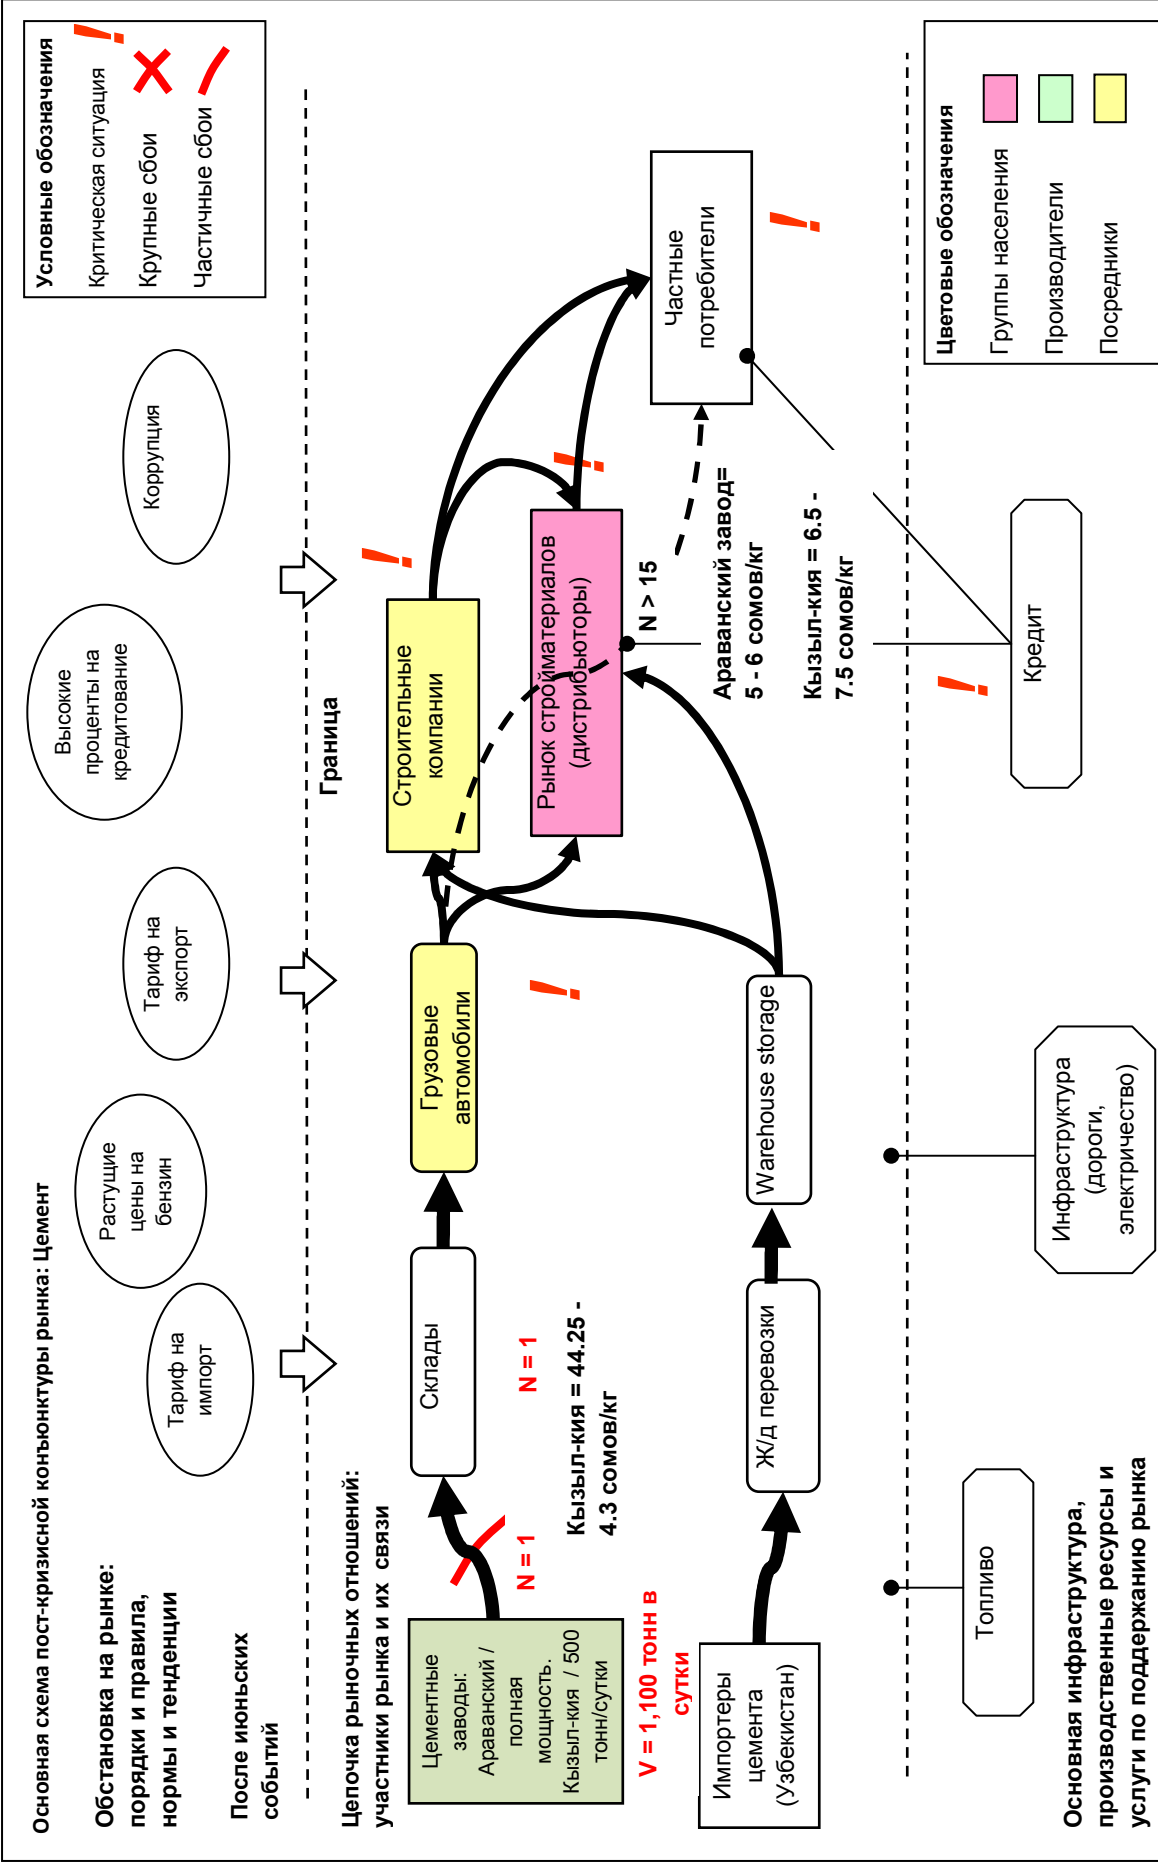 Основная схема пост-кризисной конъюнктуры рынка: Цемент
Обстановка на рынке:
порядки и правила,
нормы и тенденции
После июньских
событий
Тариф на
импорт
Растущие
цены на
бензин
Тариф на
экспорт
Высокие
проценты на
кредитование
Коррупция
Условные обозначения
Критическая ситуация
!
Крупные сбои
Частичные сбои
Граница
Цепочка рыночных отношений:
участники рынка и их связи
Цементные
заводы:
Араванский /
полная
мощность.
Кызыл-кия / 500
тонн/сутки
V = 1,100 тонн в
сутки
N = 1
Склады
N = 1
Кызыл-кия = 44.25 -
4.3 сомов/кг
Грузовые
автомобили
!
Строительные
компании
!
Рынок стройматериалов
(дистрибьюторы)
!
N > 15
Араванский завод=
5 - 6 сомов/кг
Кызыл-кия = 6.5 -
7.5 сомов/кг
Частные
потребители
!
Импортеры
цемента
(Узбекистан)
Ж/д перевозки
Warehouse storage
Основная инфраструктура,
производственные ресурсы и
услуги по поддержанию рынка
Топливо
Инфраструктура
(дороги,
электричество)
Кредит
!
Цветовые обозначения
Группы населения
Производители
Посредники